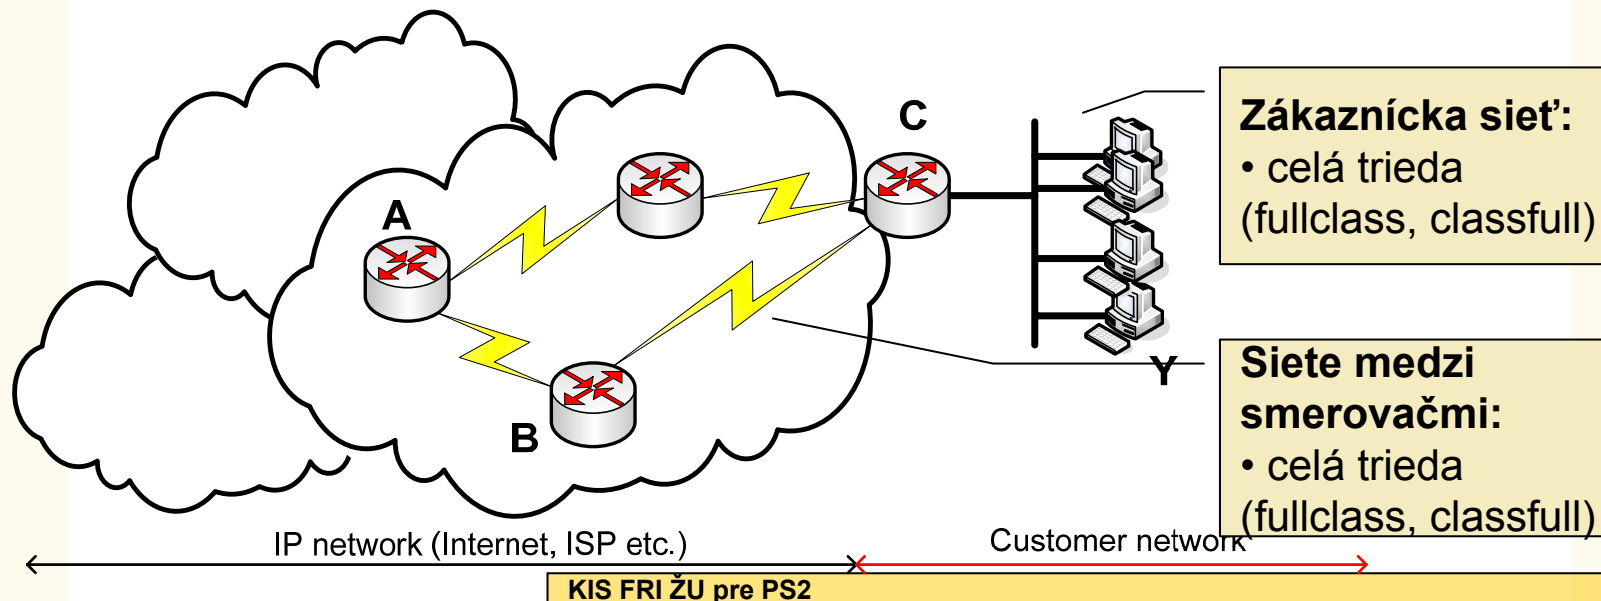 C
A
B
Y
Zákaznícka sieť:
• celá trieda
(fullclass, classfull)
Siete medzi
smerovačmi:
• celá trieda
(fullclass, classfull)
IP network (Internet, ISP etc.)
Customer network
KIS FRI ŽU pre PS2